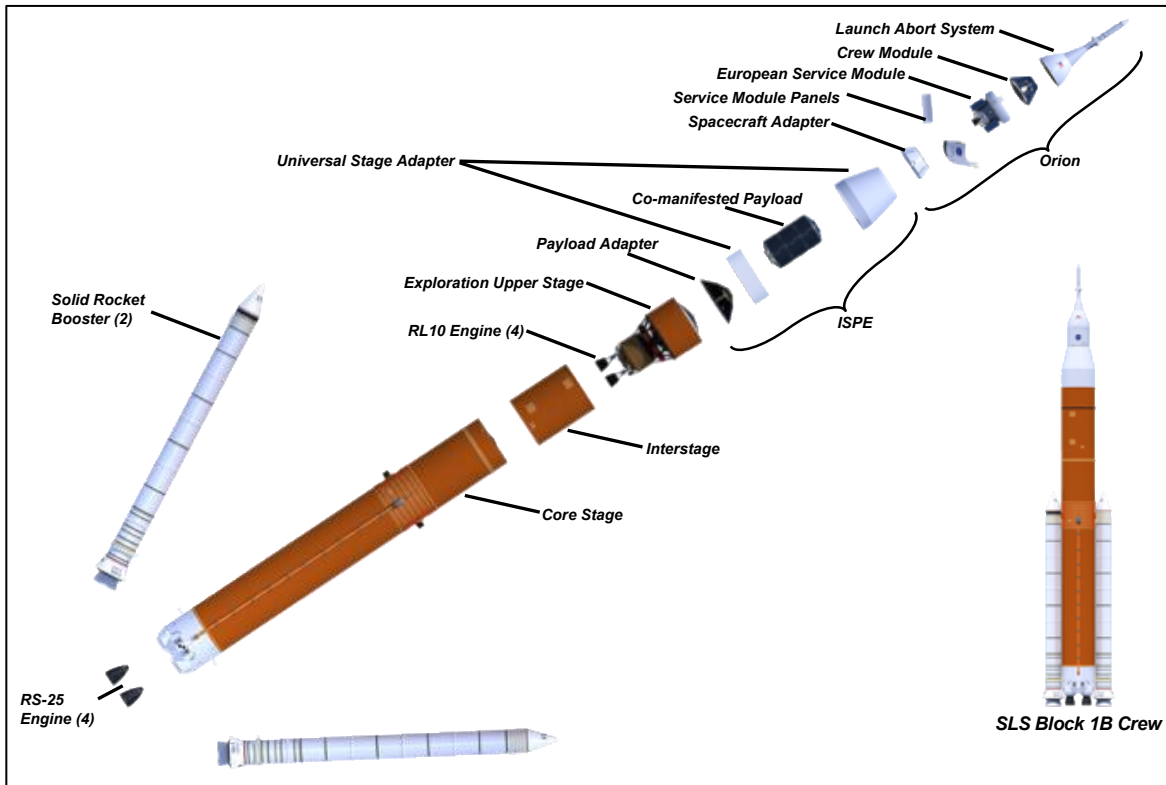 Launch Abort System
Crew Module
European Service Module
Service Module Panels
Spacecraft Adapter
Universal Stage Adapter
Orion
Co-manifested Payload
Payload Adapter
Exploration Upper Stage
Solid Rocket
Booster (2)
ISPE
RL10 Engine (4)
Interstage
Core Stage
RS-25
Engine (4)
SLS Block 1B Crew